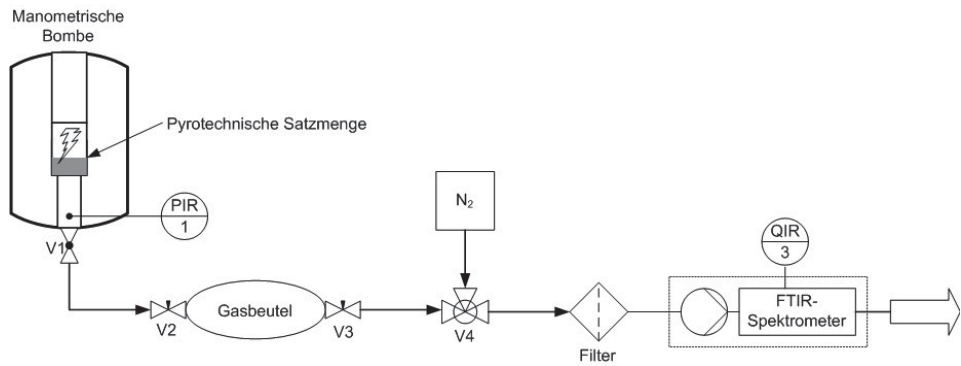 Manometrische
Bombe
Pyrotechnische Satzmenge
PIR
1
V1
N₂
QIR
3
V2
Gasbeutel
V3
V4
Filter
FTIR-
Spektrometer